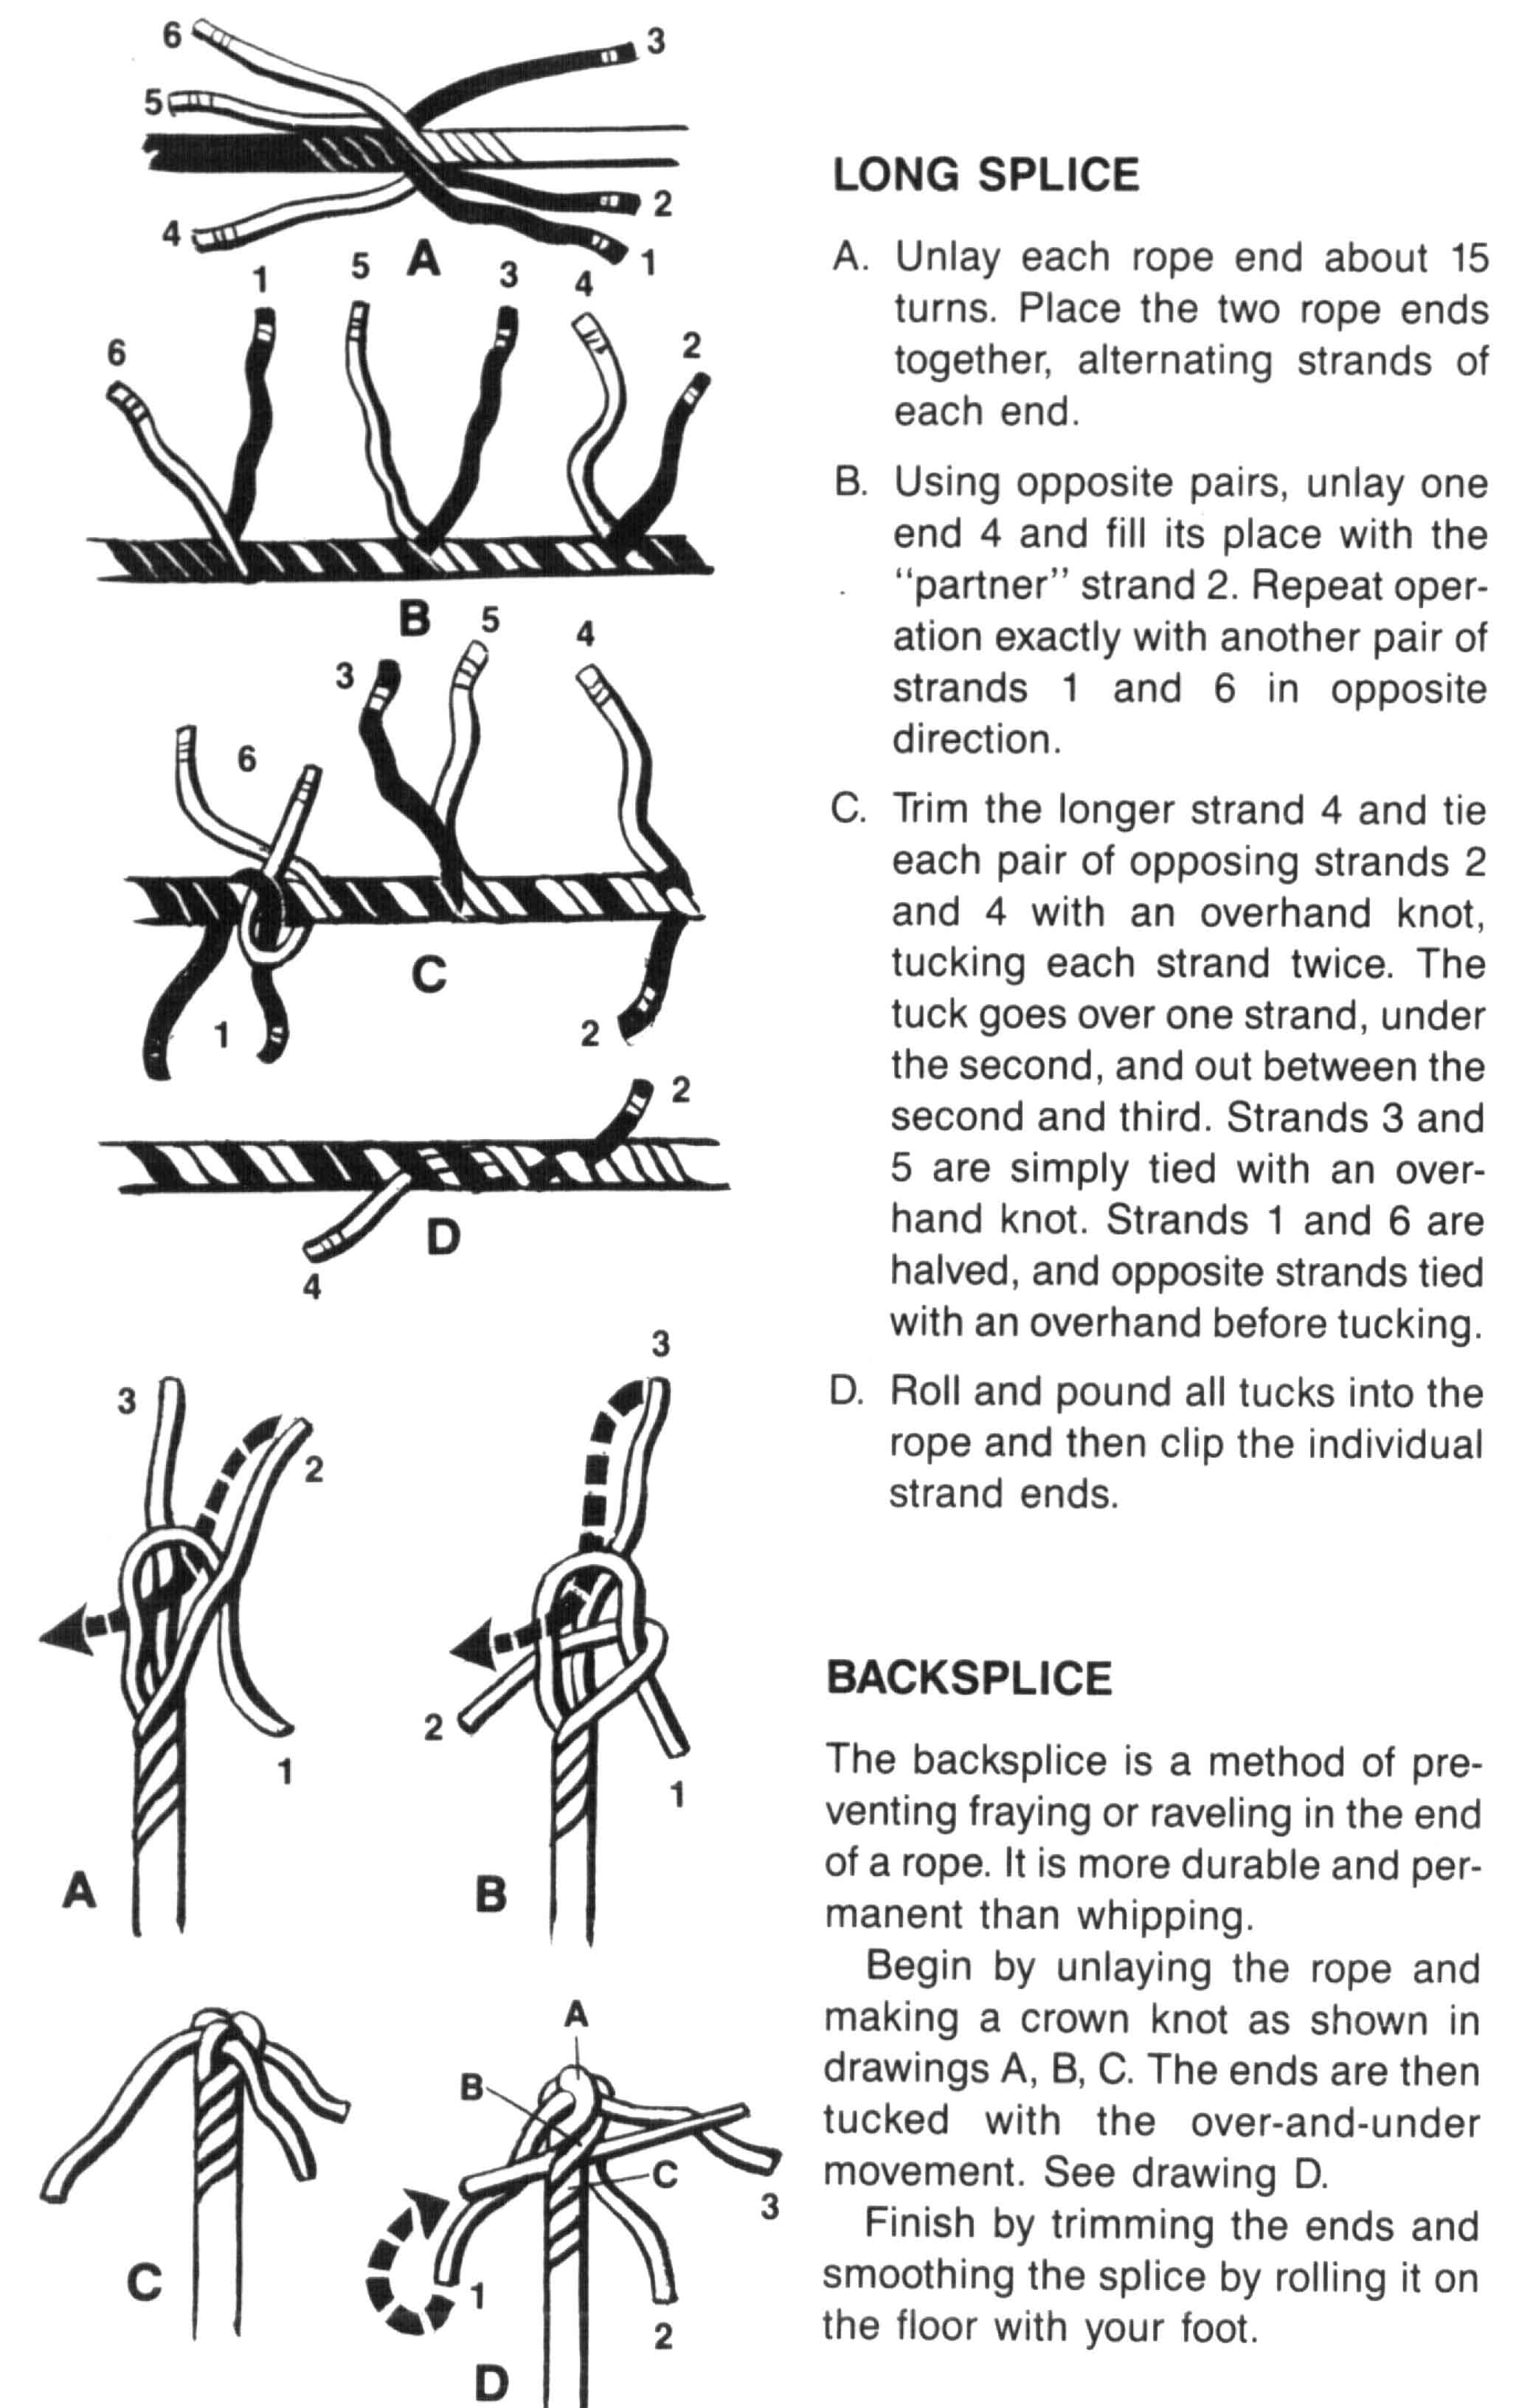 6
3
5
2
4
A
1
1
5
3
4
6
2
B
5
4
3
6
C
1
2
2
D
4
LONG SPLICE
A. Unlay each rope end about 15
turns. Place the two rope ends
together, alternating strands of
each end.
B. Using opposite pairs, unlay one
end 4 and fill its place with the
“partner” strand 2. Repeat oper-
ation exactly with another pair of
strands 1 and 6 in opposite
direction.
C. Trim the longer strand 4 and tie
each pair of opposing strands 2
and 4 with an overhand knot,
tucking each strand twice. The
tuck goes over one strand, under
the second, and out between the
second and third. Strands 3 and
5 are simply tied with an over-
hand knot. Strands 1 and 6 are
halved, and opposite strands tied
with an overhand before tucking.
D. Roll and pound all tucks into the
rope and then clip the individual
strand ends.
3
2
1
A
3
2
1
B
C
A
B
C
3
1
2
D
BACKSPLICE
The backsplice is a method of pre-
venting fraying or raveling in the end
of a rope. It is more durable and per-
manent than whipping.
Begin by unlaying the rope and
making a crown knot as shown in
drawings A, B, C. The ends are then
tucked with the over-and-under
movement. See drawing D.
Finish by trimming the ends and
smoothing the splice by rolling it on
the floor with your foot.